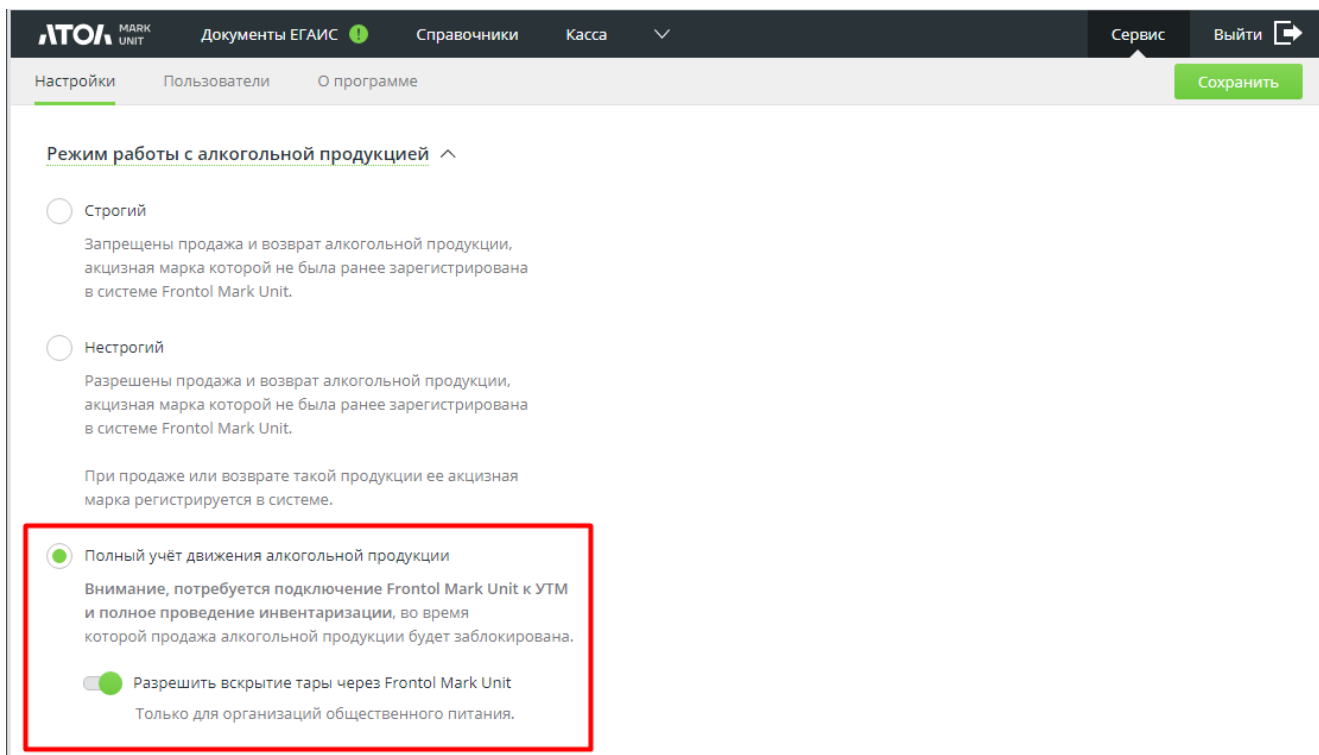 АТОЛ MARK UNIT Документы ЕГАИС ! Справочники Касса Сервис Выйти
Настройки Пользователи О программе Сохранить
Режим работы с алкогольной продукцией
Строгий
Запрещены продажа и возврат алкогольной продукции,
акцизная марка которой не была ранее зарегистрирована
в системе Frontol Mark Unit.
Нестрогий
Разрешены продажа и возврат алкогольной продукции,
акцизная марка которой не была ранее зарегистрирована
в системе Frontol Mark Unit.
При продаже или возврате такой продукции ее акцизная
марка регистрируется в системе.
Полный учёт движения алкогольной продукции
Внимание, потребуется подключение Frontol Mark Unit к УТМ
и полное проведение инвентаризации, во время
которой продажа алкогольной продукции будет заблокирована.
Разрешить вскрытие тары через Frontol Mark Unit
Только для организаций общественного питания.